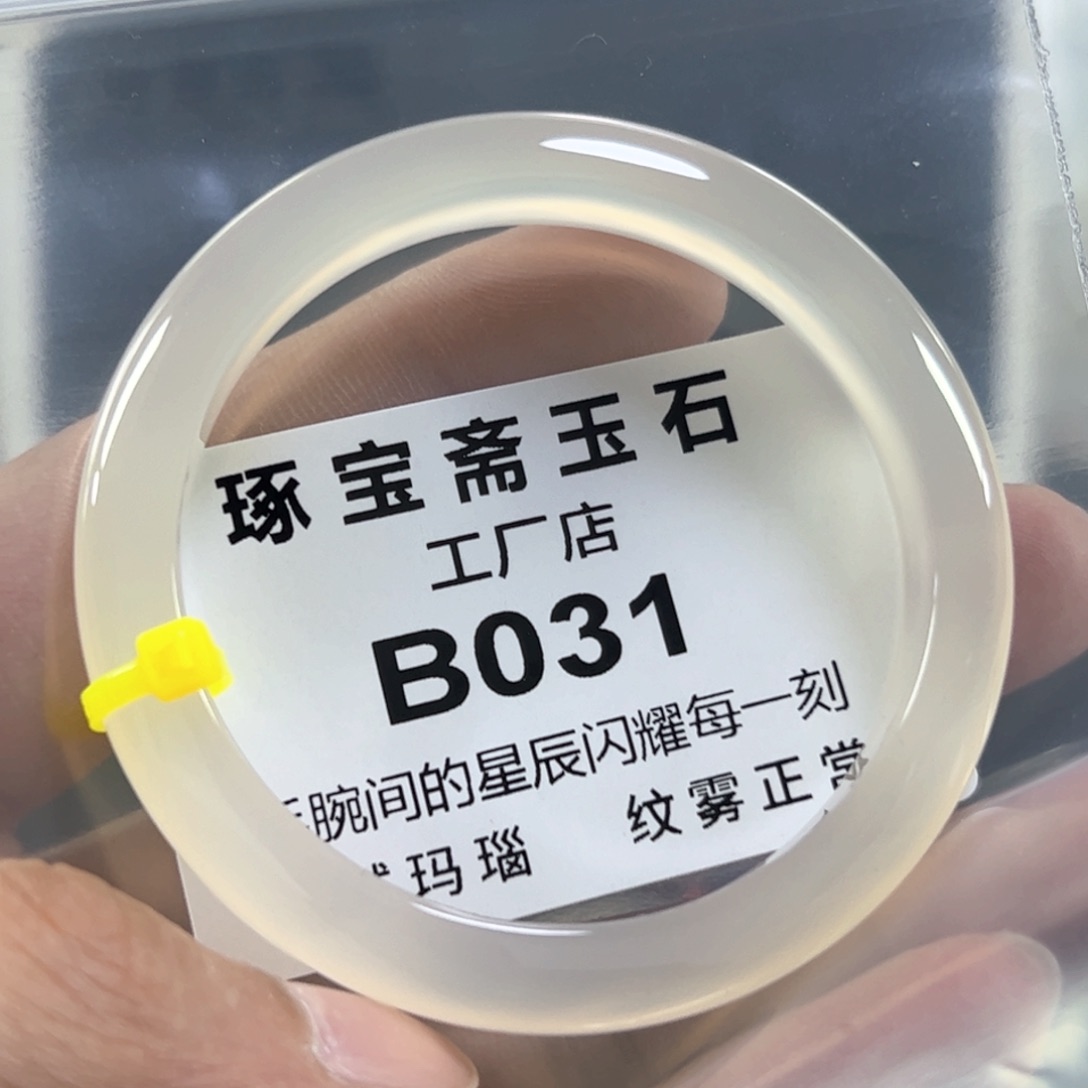 琢宝斋玉石
工厂店
B031
腕间的星辰闪耀每一刻
玛瑙 纹雾正常